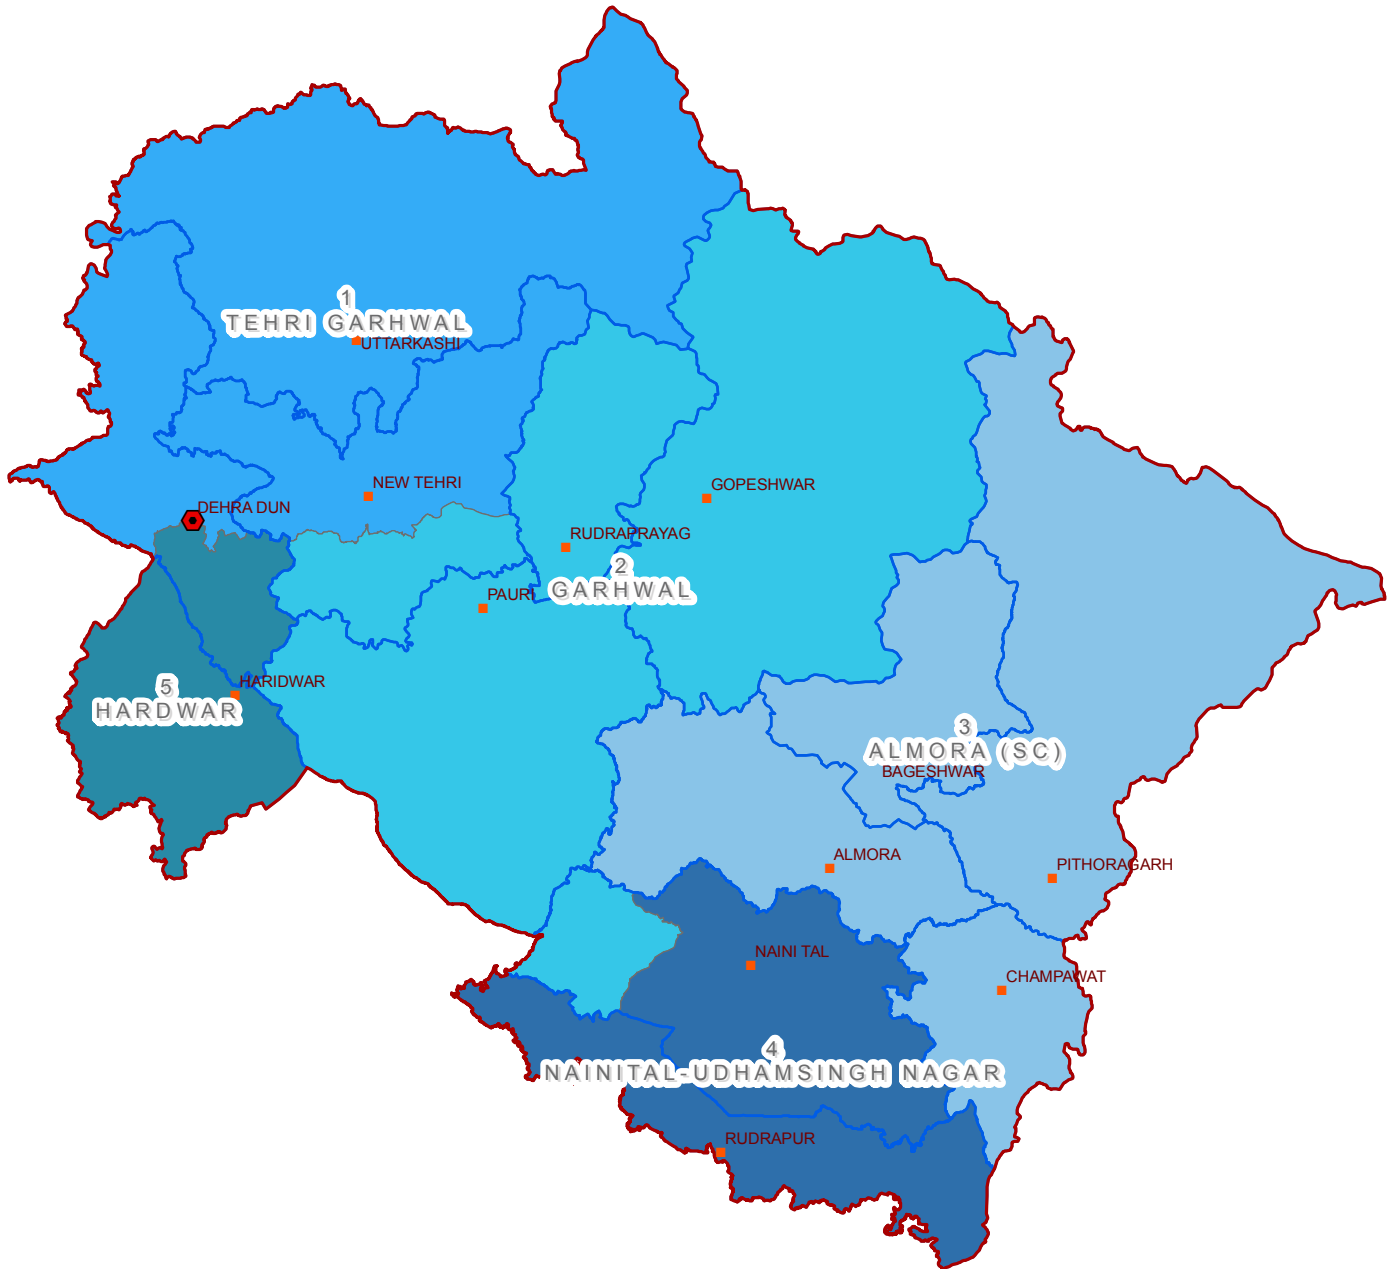 1
TEHRI GARHWAL
UTTARKASHI
NEW TEHRI
GOPESHWAR
DEHRA DUN
RUDRAPRAYAG
2
GARHWAL
PAURI
HARIDWAR
5
HARDWAR
3
ALMORA (SC)
BAGESHWAR
ALMORA
PITHORAGARH
NAINI TAL
CHAMPAWAT
4
NAINITAL-UDHAMSINGH NAGAR
RUDRAPUR